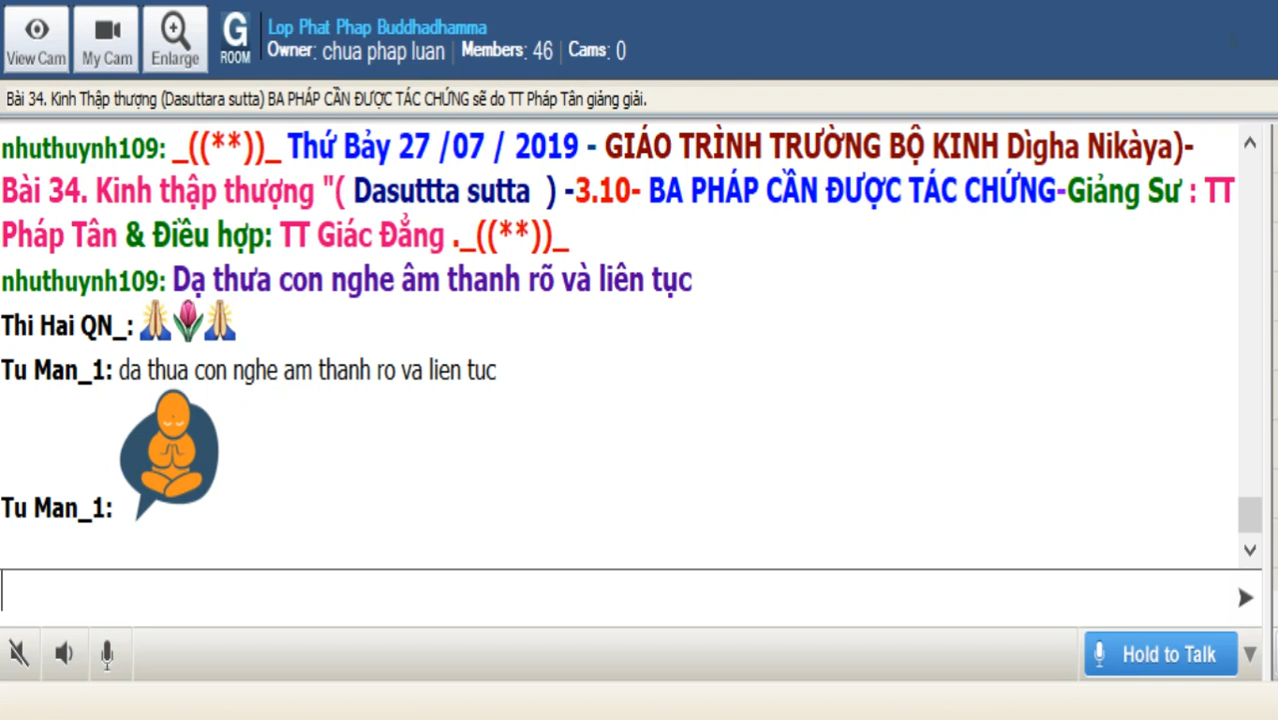 View Cam
My Cam
Enlarge
G
ROOM
Lop Phat Phap Buddhadhamma
Owner: chua phap luan | Members: 46 | Cams: 0
Bài 34. Kinh Thập thượng (Dasuttara sutta) BA PHÁP CẦN ĐƯỢC TÁC CHỨNG sẽ do TT Pháp Tân giảng giải.
nhuthuynh109: _((**))_ Thứ Bảy 27 /07 / 2019 - GIÁO TRÌNH TRƯỜNG BỘ KINH Dìgha Nikàya)-
Bài 34. Kinh thập thượng "( Dasuttta sutta ) -3.10- BA PHÁP CẦN ĐƯỢC TÁC CHỨNG-Giảng Sư : TT
Pháp Tân & Điều hợp: TT Giác Đẳng ._((**))_
nhuthuynh109: Dạ thưa con nghe âm thanh rõ và liên tục
Thi Hai QN_: 🙏🌷🙏
Tu Man_1: da thua con nghe am thanh ro va lien tuc
Tu Man_1:
Hold to Talk